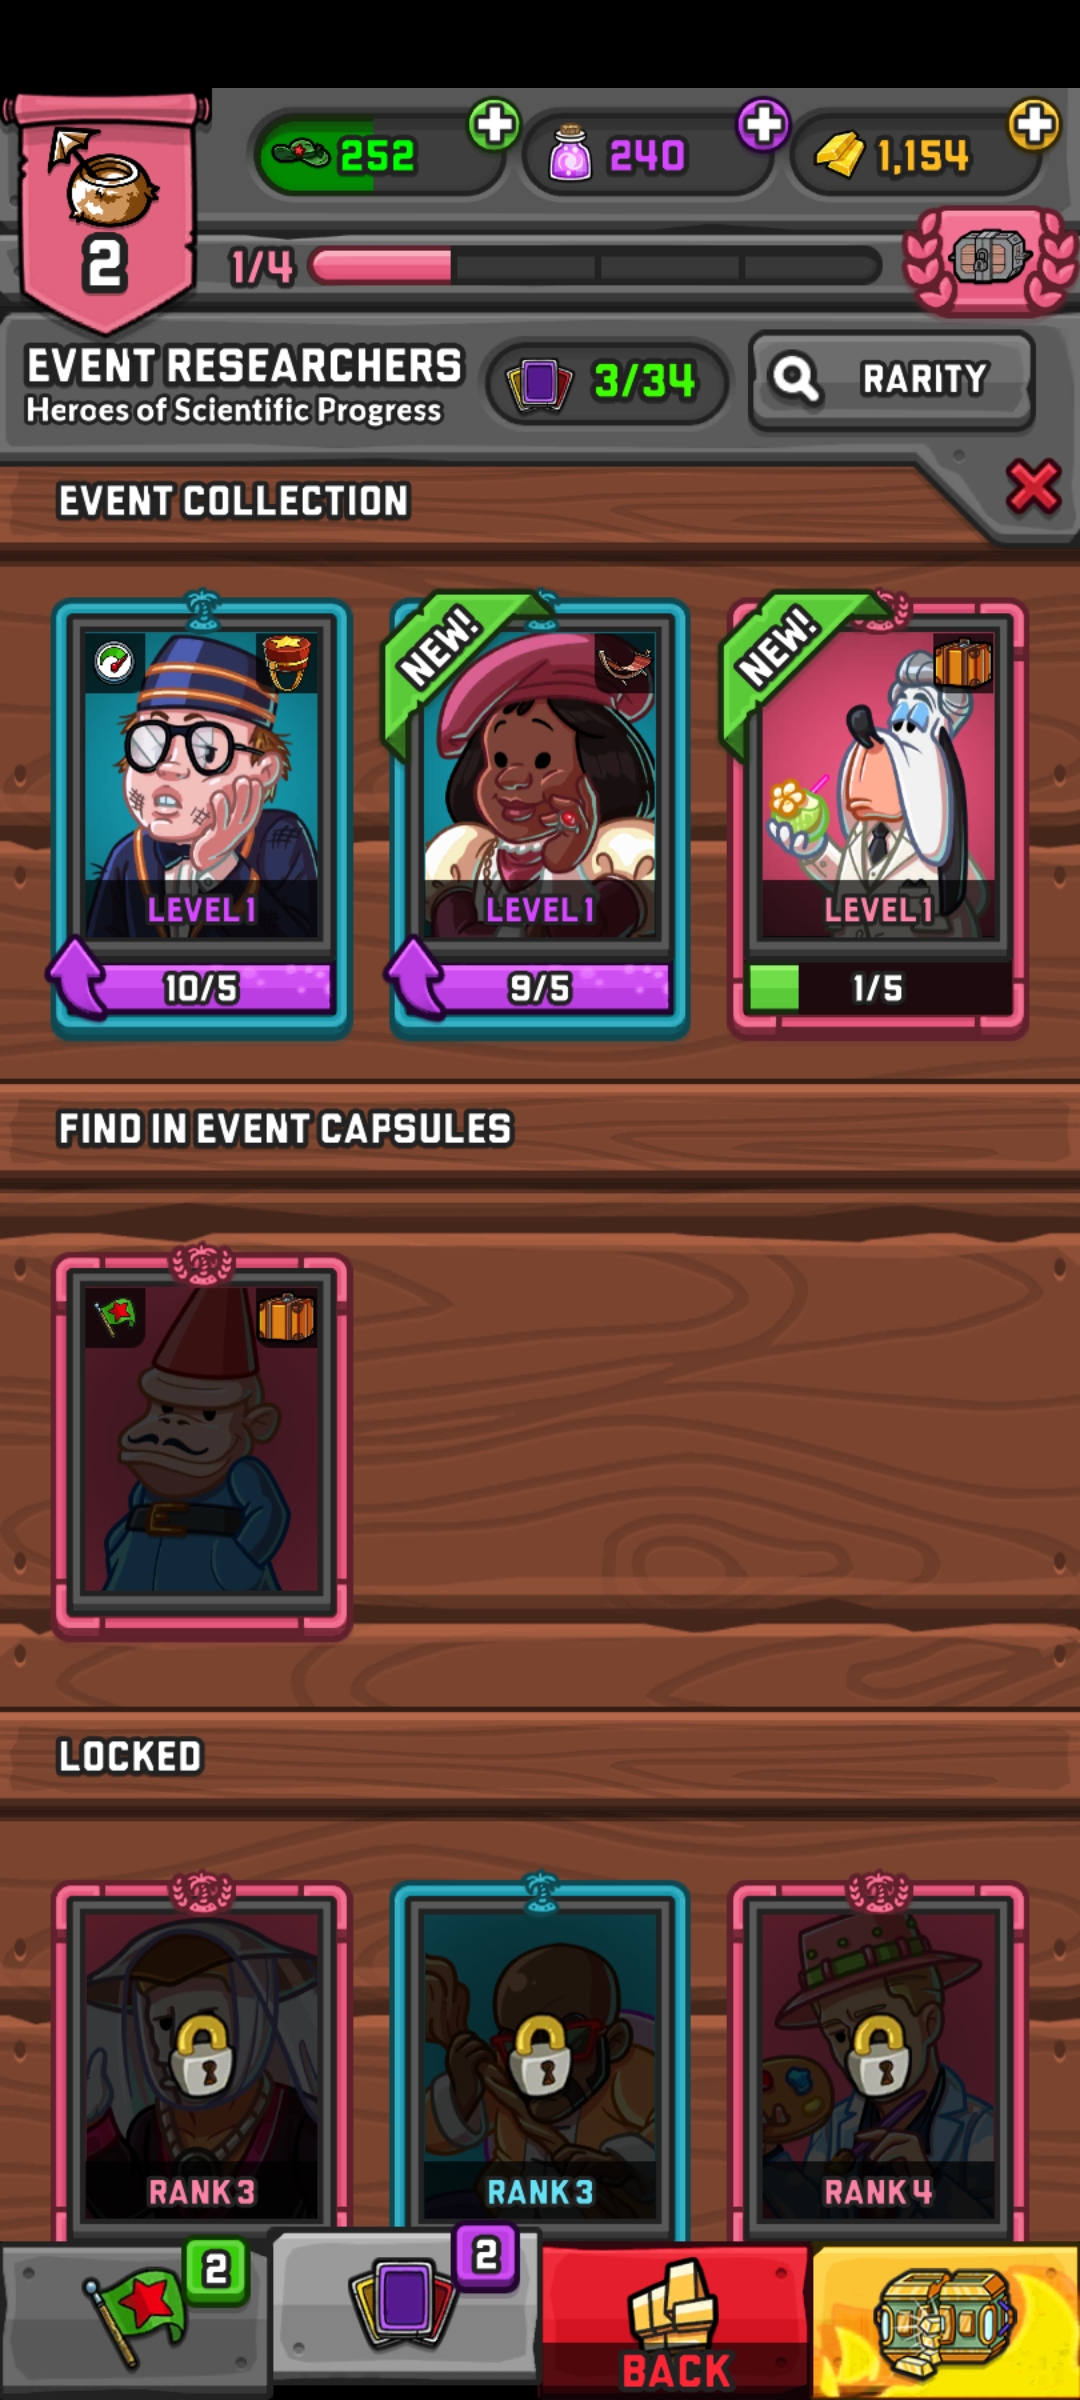 252
240
1,154
2
1/4
EVENT RESEARCHERS
Heroes of Scientific Progress
3/34
RARITY
EVENT COLLECTION
NEW!
NEW!
LEVEL 1
LEVEL 1
LEVEL 1
10/5
9/5
1/5
FIND IN EVENT CAPSULES
LOCKED
RANK 3
RANK 3
RANK 4
2
2
BACK